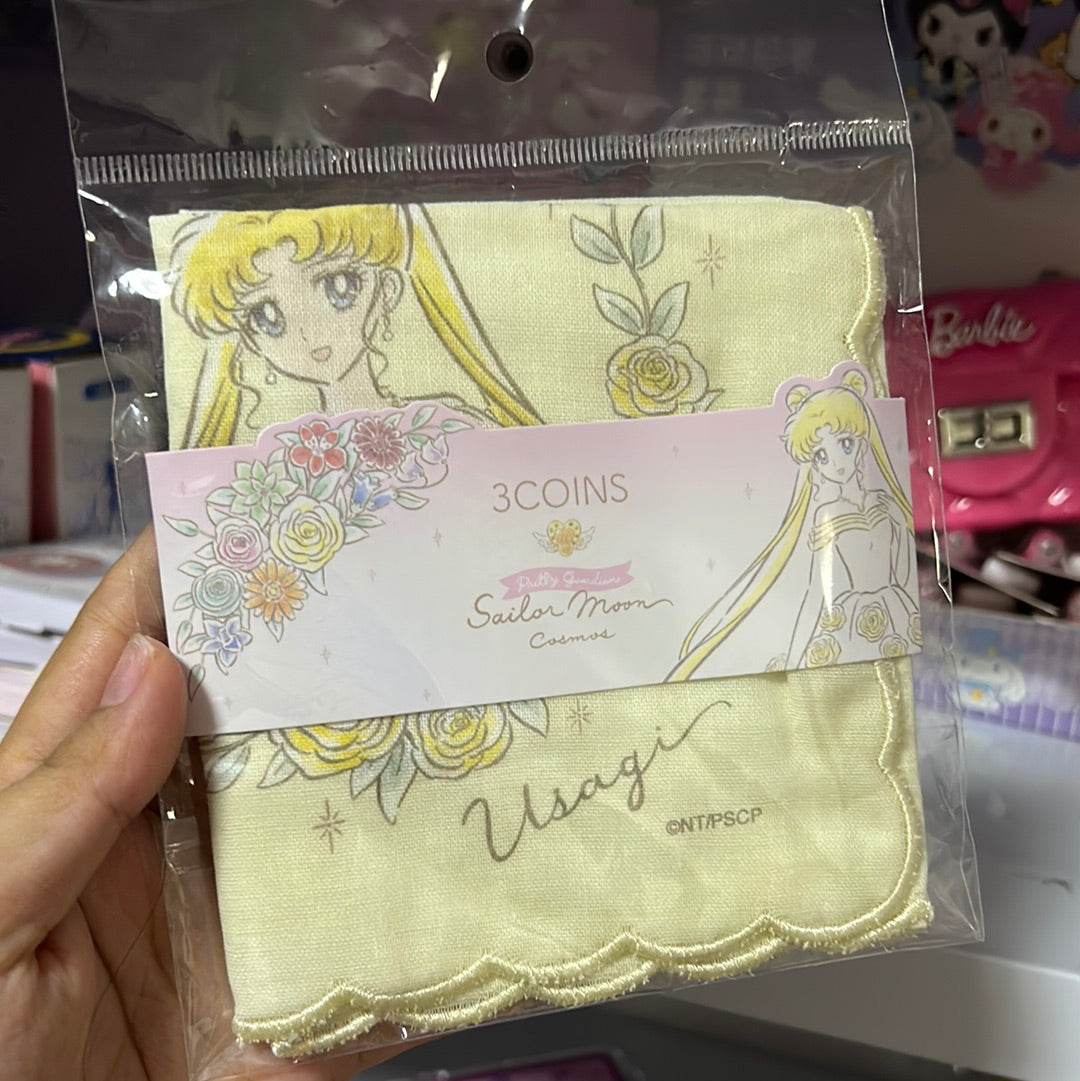 3COINS
Pretty Guardian
Sailor Moon
Cosmos
Usagi
©NT/PSCP
Barbie